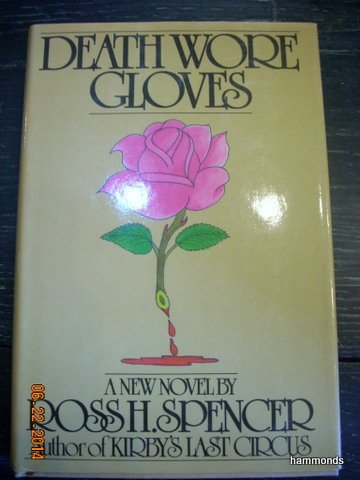 DEATH WORE
GLOVES
A NEW NOVEL BY
ROSS H. SPENCER
Author of KIRBY'S LAST CIRCUS
06.22.2014
hammonds